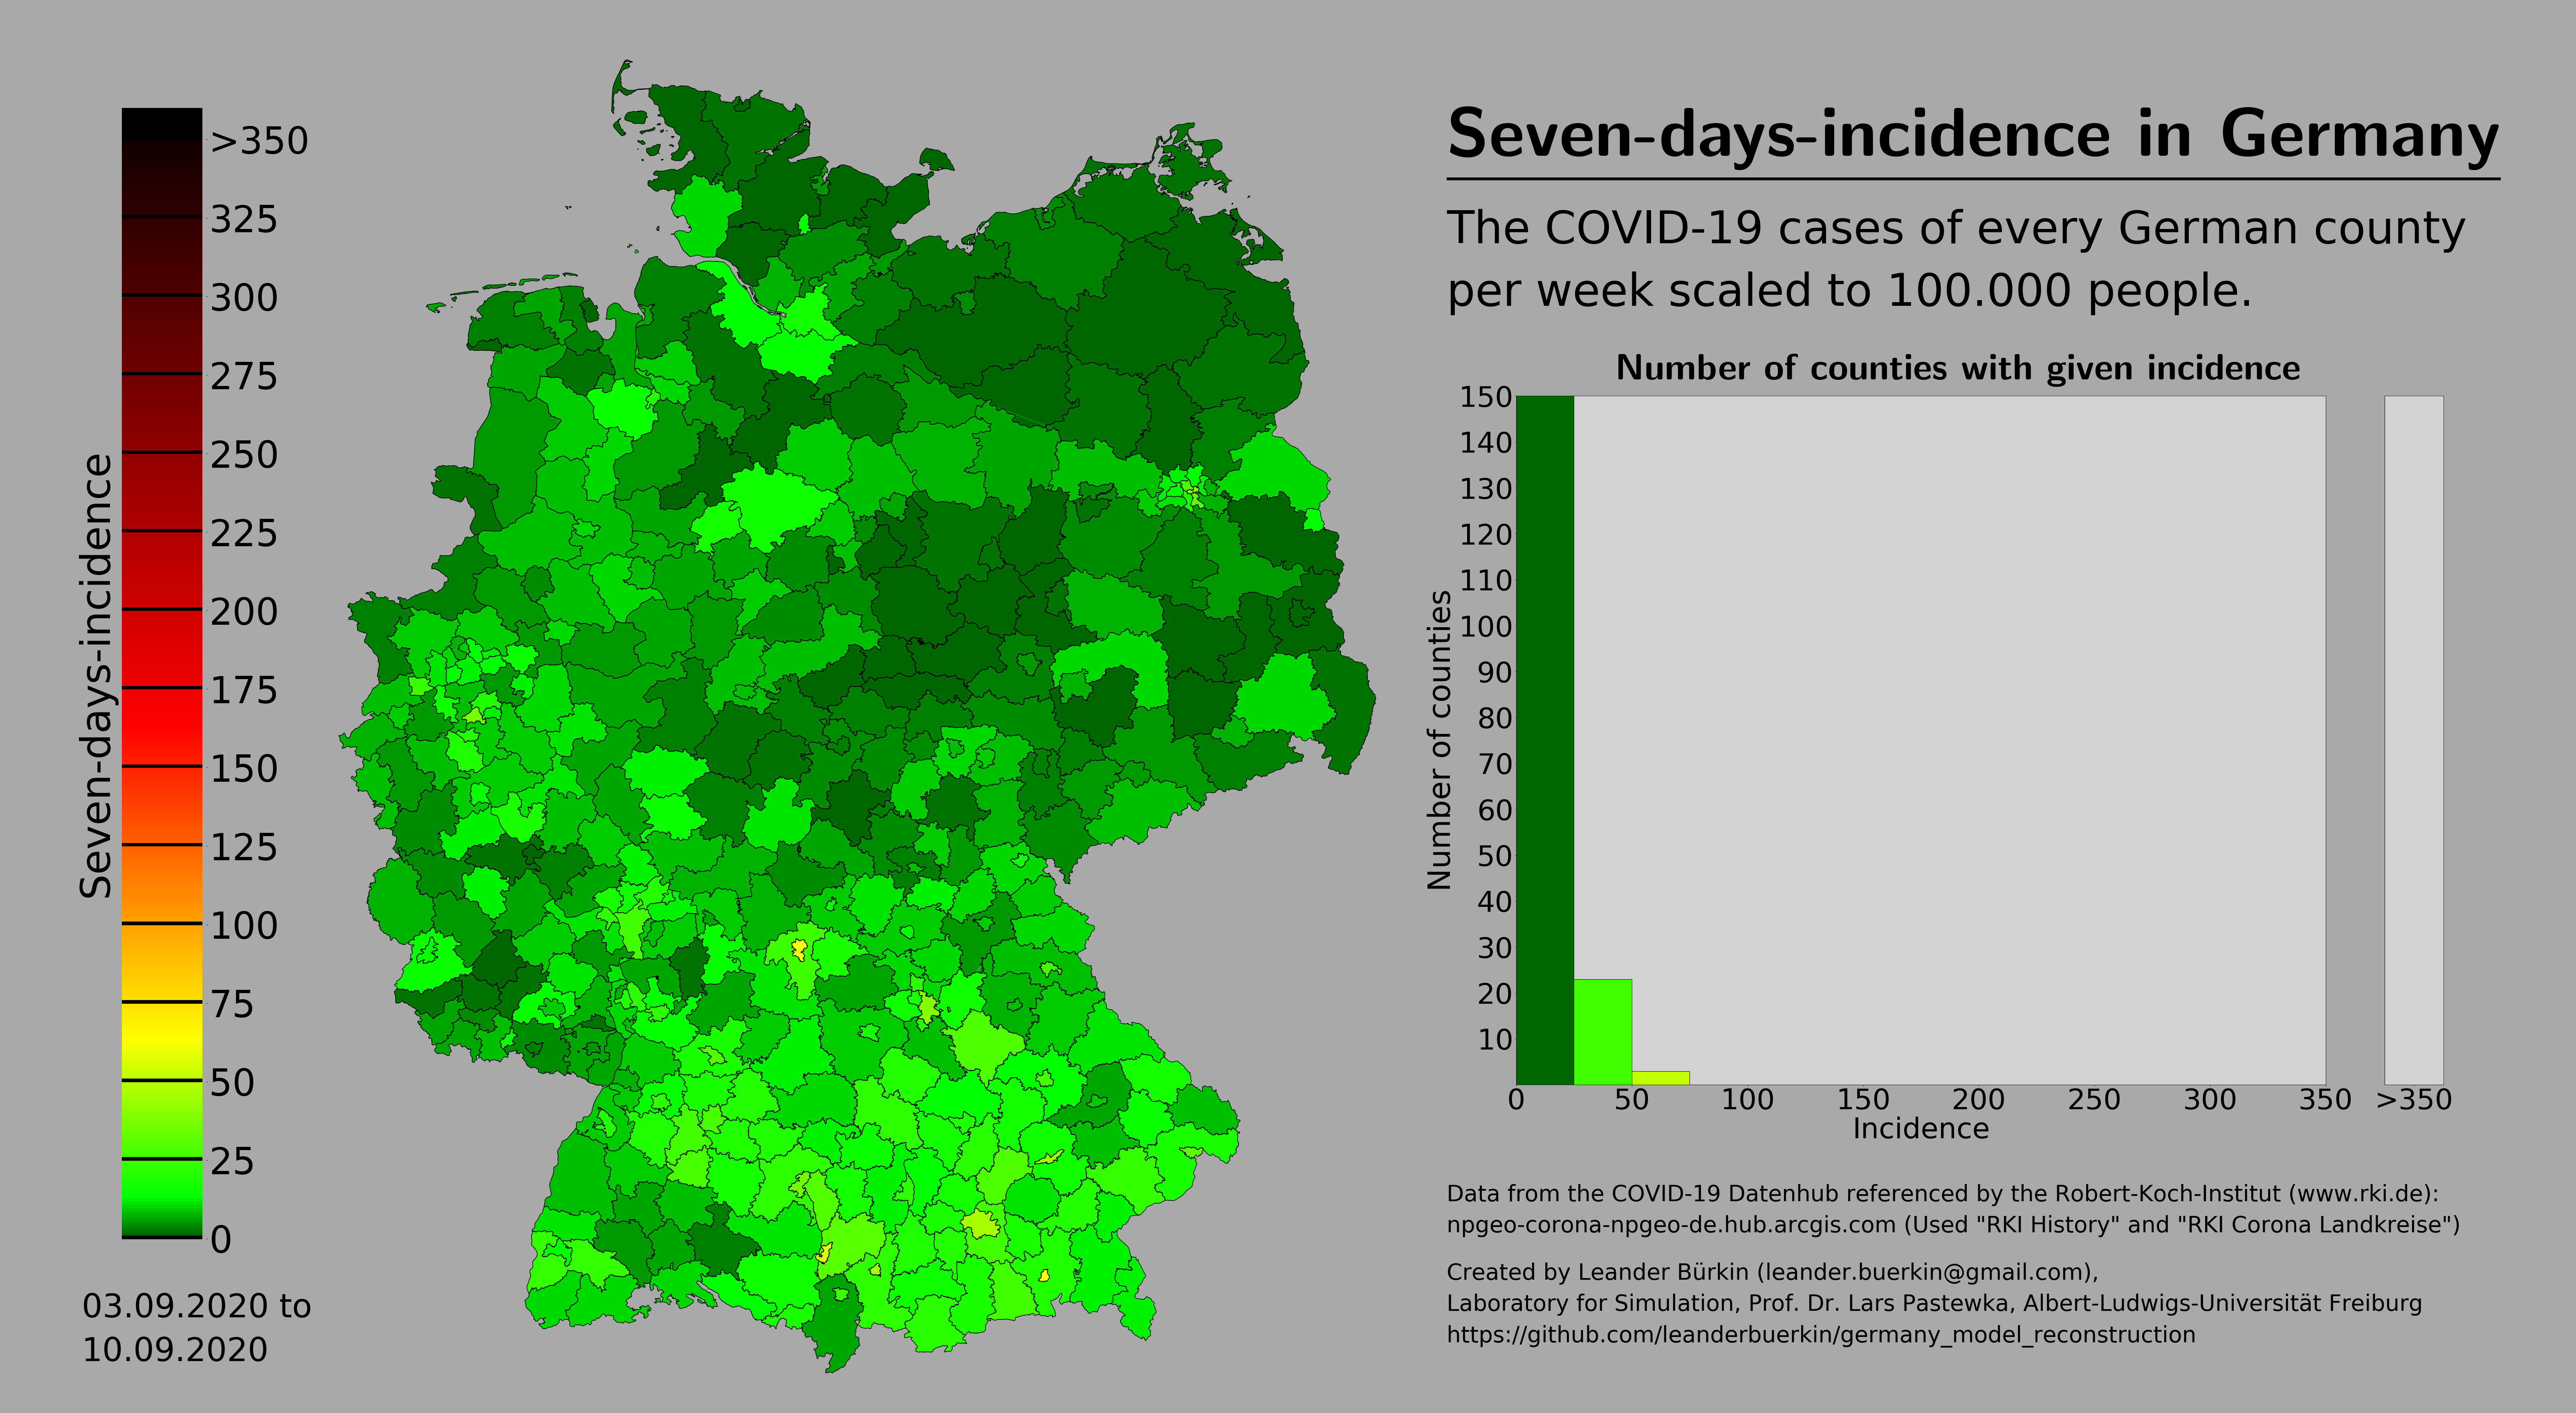 Seven-days-incidence in Germany
The COVID-19 cases of every German county
per week scaled to 100.000 people.
Seven-days-incidence
>350
325
300
275
250
225
200
175
150
125
100
75
50
25
0
03.09.2020 to
10.09.2020
Number of counties with given incidence
Number of counties
150
140
130
120
110
100
90
80
70
60
50
40
30
20
10
0 50 100 150 200 250 300 350 >350
Incidence
Data from the COVID-19 Datenhub referenced by the Robert-Koch-Institut (www.rki.de):
npgeo-corona-npgeo-de.hub.arcgis.com (Used "RKI History" and "RKI Corona Landkreise")
Created by Leander Bürkin (leander.buerkin@gmail.com),
Laboratory for Simulation, Prof. Dr. Lars Pastewka, Albert-Ludwigs-Universität Freiburg
https://github.com/leanderbuerkin/germany_model_reconstruction